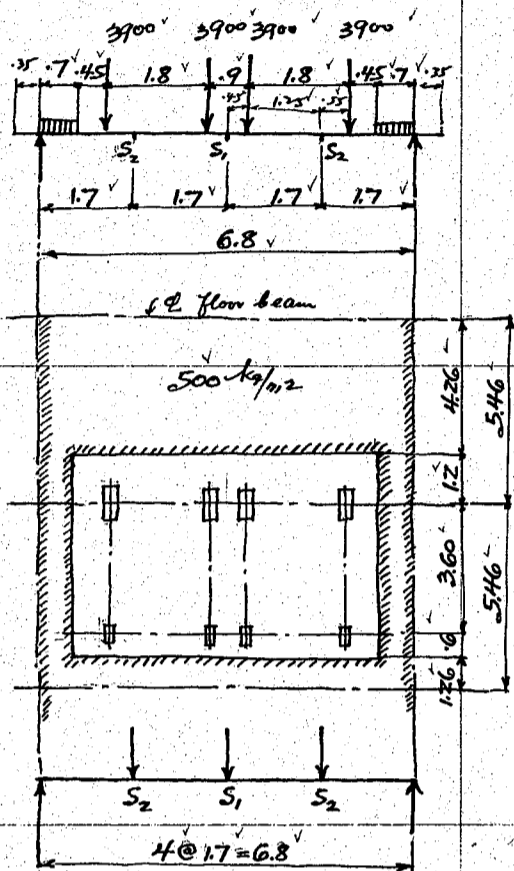 3900 ✓ 3900 ✓ 3900 ✓ 3900 ✓
.35 .7 ✓ .45 ✓ 1.8 ✓ .9 ✓ 1.8 ✓ .45 ✓ .7 ✓ .35
.45 1.25 ✓ .55
S2 S1 S2
1.7 ✓ 1.7 ✓ 1.7 ✓ 1.7 ✓
6.8 ✓
℄ floor beam
500 kg/m2 ✓
4.26 ✓
5.46 ✓
1.2 ✓
3.60 ✓
5.46 ✓
.6 ✓
1.26 ✓
S2 S1 S2
4 @ 1.7 ✓ = 6.8 ✓